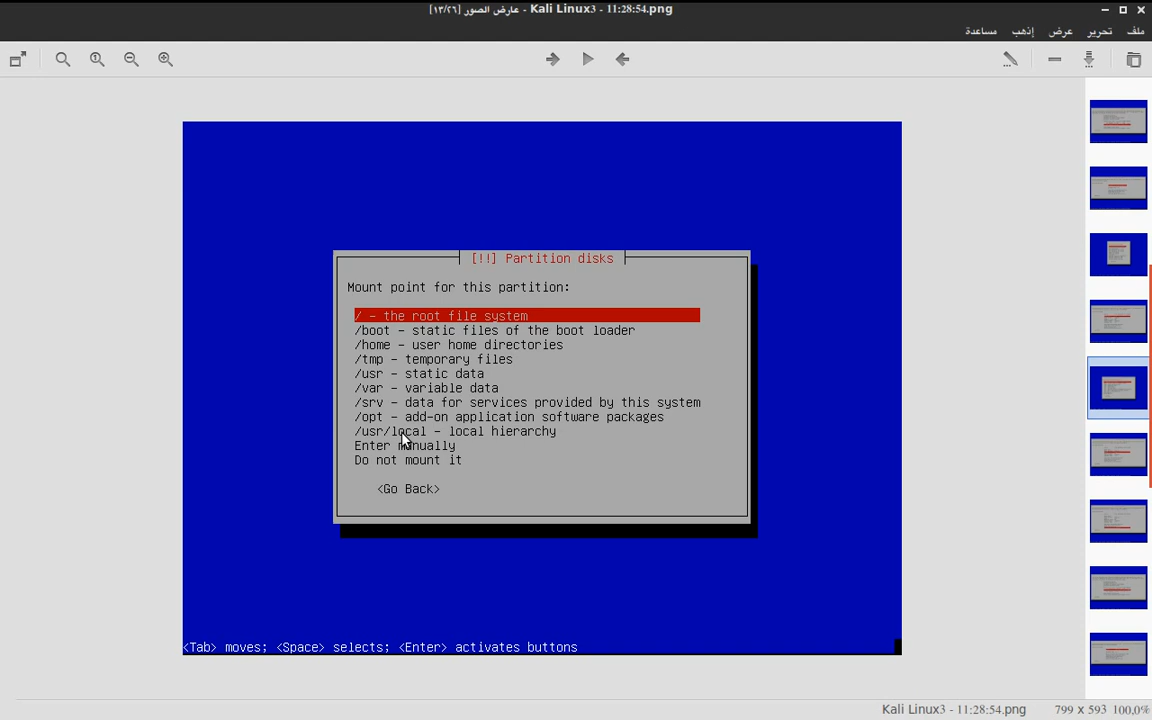 Kali Linux3 - 11:28:54.png - عارض الصور [١٣/٢٦]
ملف تحرير عرض إذهب مساعدة
[!!] Partition disks
Mount point for this partition:
/ - the root file system
/boot - static files of the boot loader
/home - user home directories
/tmp - temporary files
/usr - static data
/var - variable data
/srv - data for services provided by this system
/opt - add-on application software packages
/usr/local - local hierarchy
Enter manually
Do not mount it
<Go Back>
<Tab> moves; <Space> selects; <Enter> activates buttons
Kali Linux3 - 11:28:54.png 799 x 593 100,0%